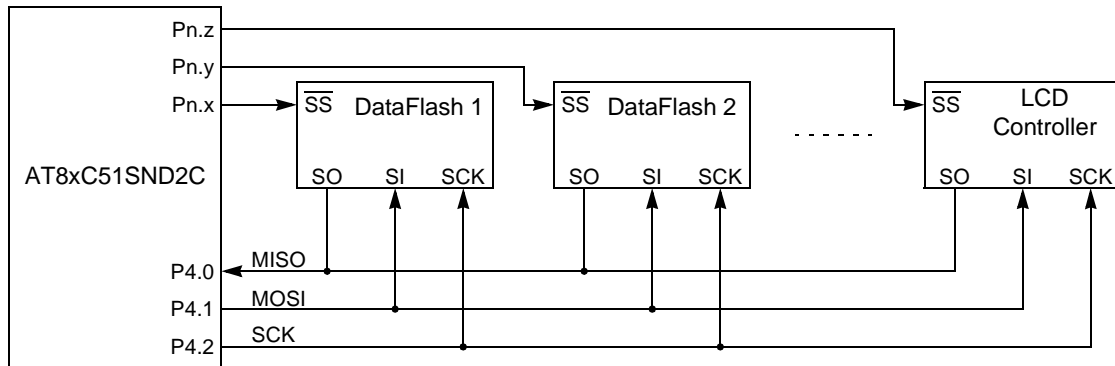 Pn.z
Pn.y
Pn.x
AT8xC51SND2C
P4.0
P4.1
P4.2
MISO
MOSI
SCK
SS DataFlash 1
SO SI SCK
SS DataFlash 2
SO SI SCK
SS LCD
Controller
SO SI SCK